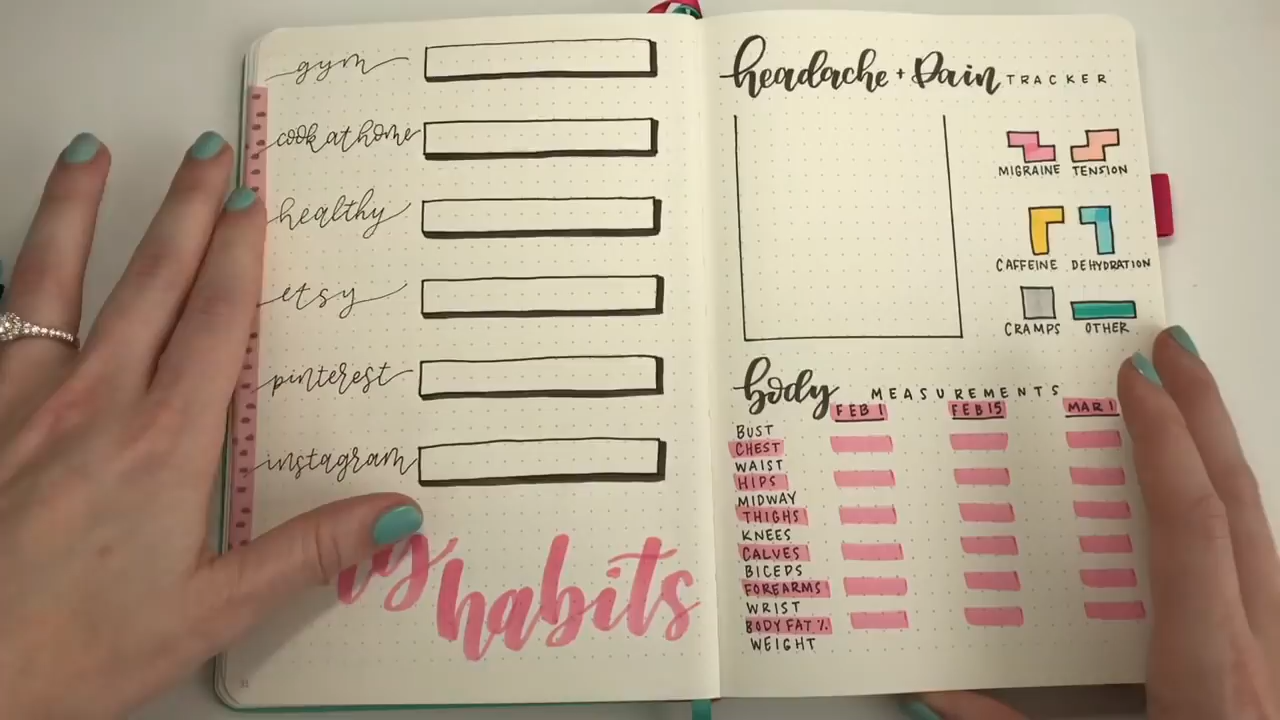 gym
cook at home
healthy
etsy
pinterest
instagram
habits
31
headache + Pain TRACKER
MIGRAINE TENSION
CAFFEINE DEHYDRATION
CRAMPS OTHER
body MEASUREMENTS
FEB 1 FEB 15 MAR 1
BUST
CHEST
WAIST
HIPS
MIDWAY
THIGHS
KNEES
CALVES
BICEPS
FOREARMS
WRIST
BODY FAT %
WEIGHT